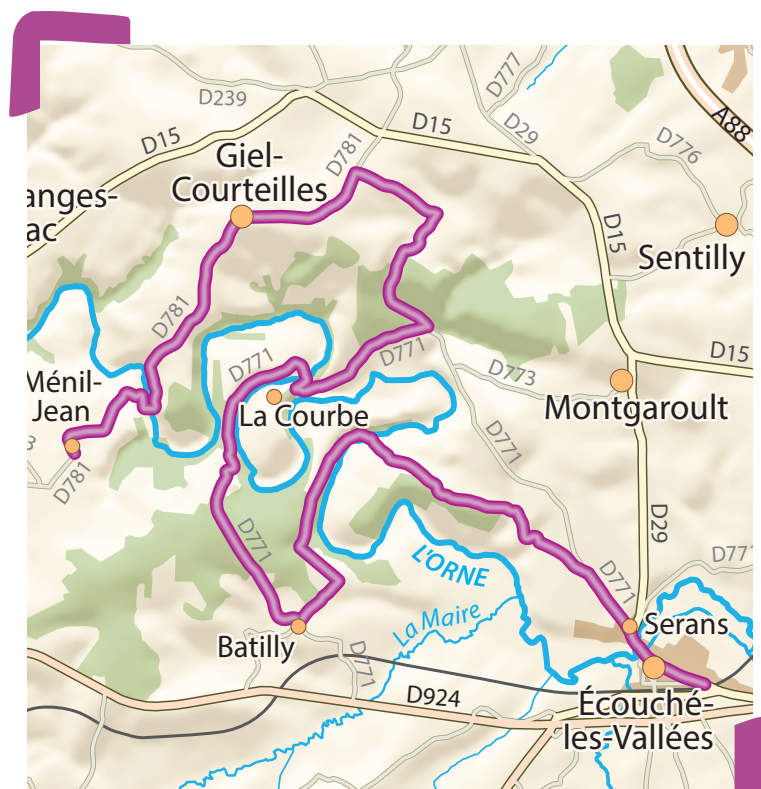 D777
D239
A88
D15
D15
D29
D776
D781
Giel-
Courteilles
anges-
ac
D15
Sentilly
D781
D771
D771
D15
D773
Ménil-
Jean
La Courbe
Montgaroult
3
D771
D781
D771
D29
L'ORNE
D771
D77
La Maire
Serans
Batilly
D771
D924
Écouché-
les-Vallées